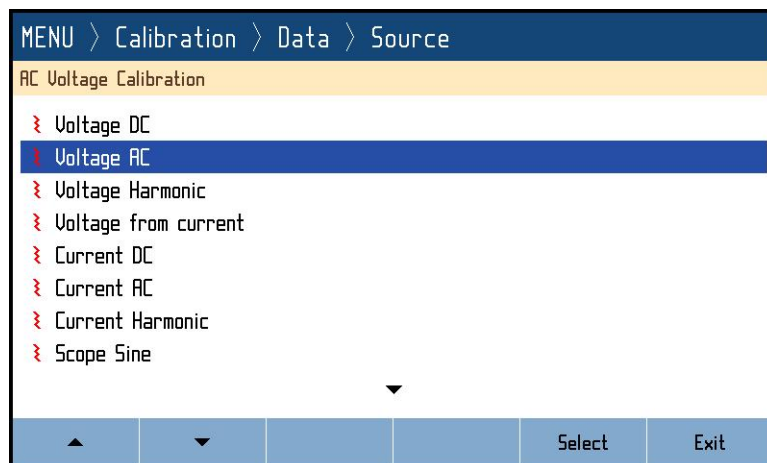 MENU > Calibration > Data > Source
AC Voltage Calibration
Voltage DC
Voltage AC
Voltage Harmonic
Voltage from current
Current DC
Current AC
Current Harmonic
Scope Sine
Select Exit